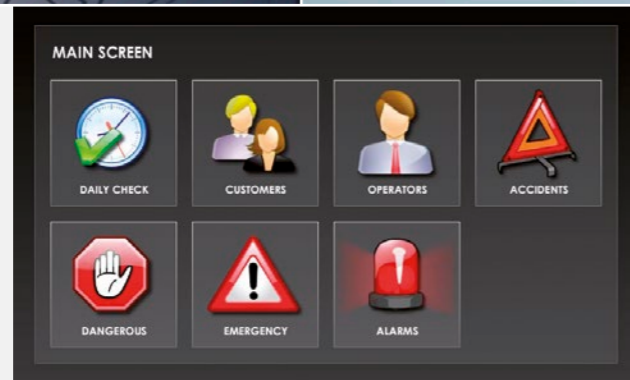 MAIN SCREEN
DAILY CHECK
CUSTOMERS
OPERATORS
ACCIDENTS
DANGEROUS
EMERGENCY
ALARMS